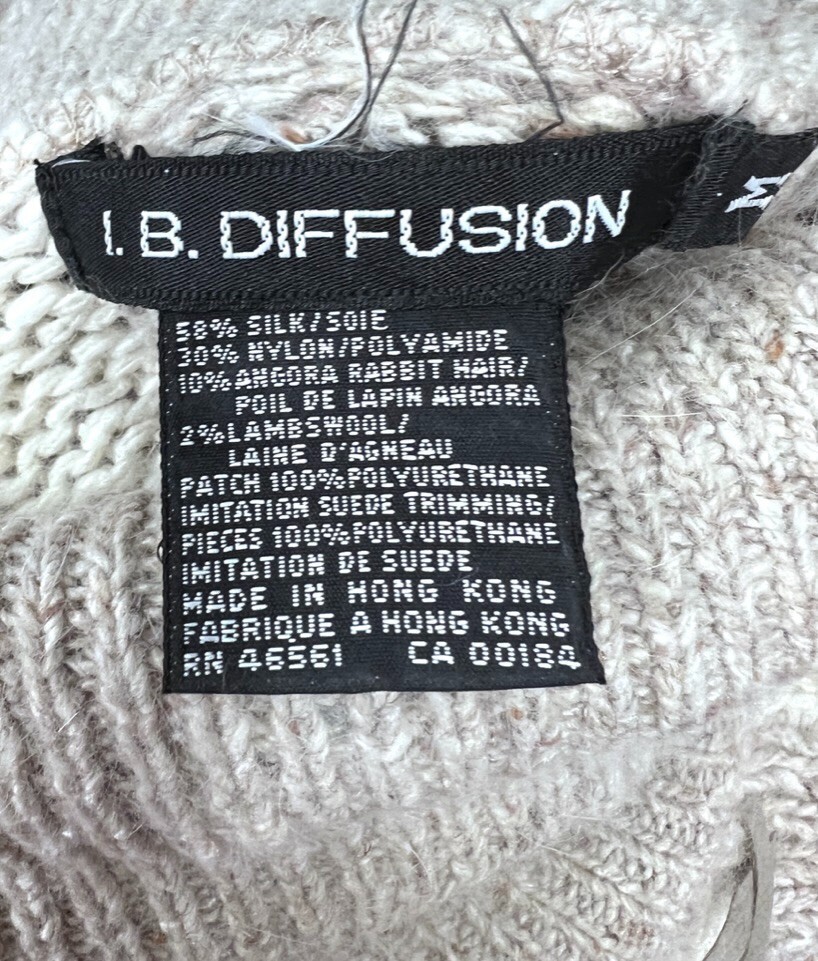 I. B. DIFFUSION
M
58% SILK/SOIE
30% NYLON/POLYAMIDE
10% ANGORA RABBIT HAIR/
POIL DE LAPIN ANGORA
2% LAMBSWOOL/
LAINE D'AGNEAU
PATCH 100% POLYURETHANE
IMITATION SUEDE TRIMMING/
PIECES 100% POLYURETHANE
IMITATION DE SUEDE
MADE IN HONG KONG
FABRIQUE A HONG KONG
RN 46561 CA 00184